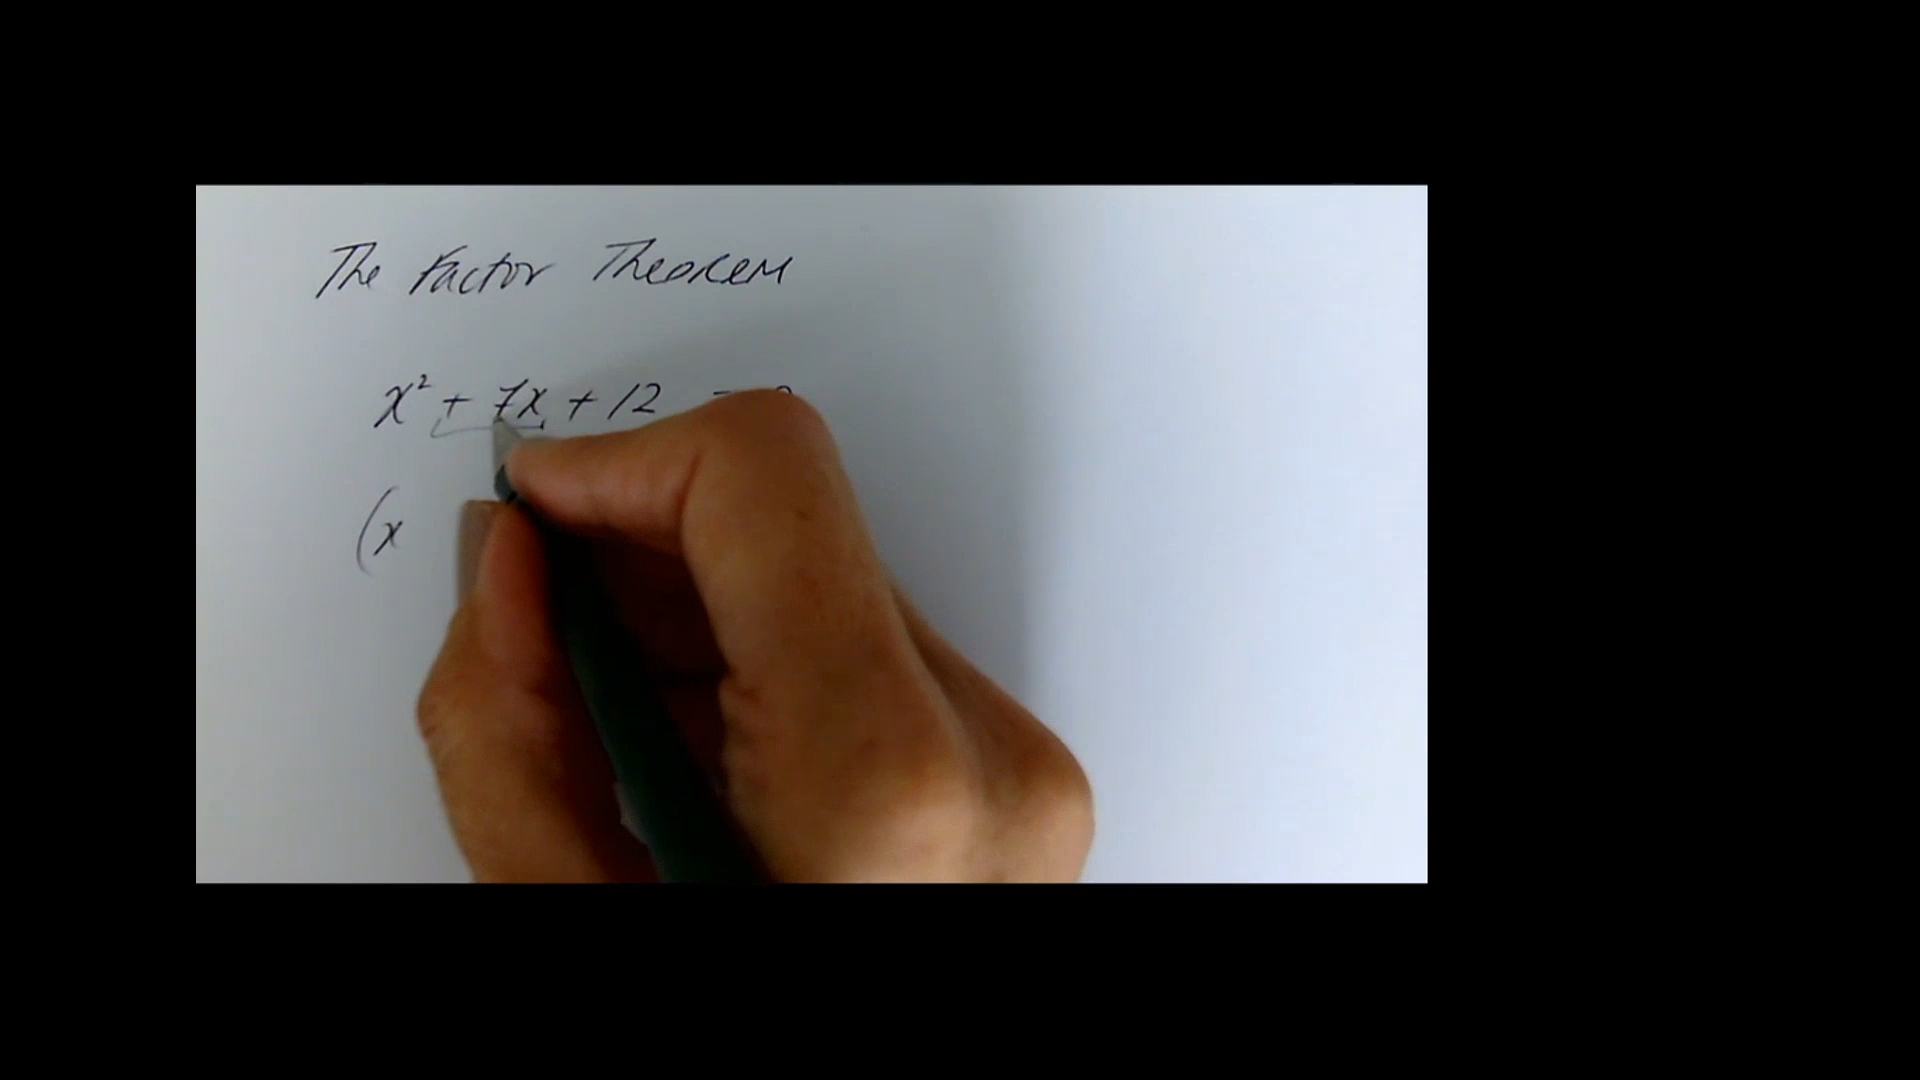 The Factor Theorem
x² + 7x + 12 =
(x